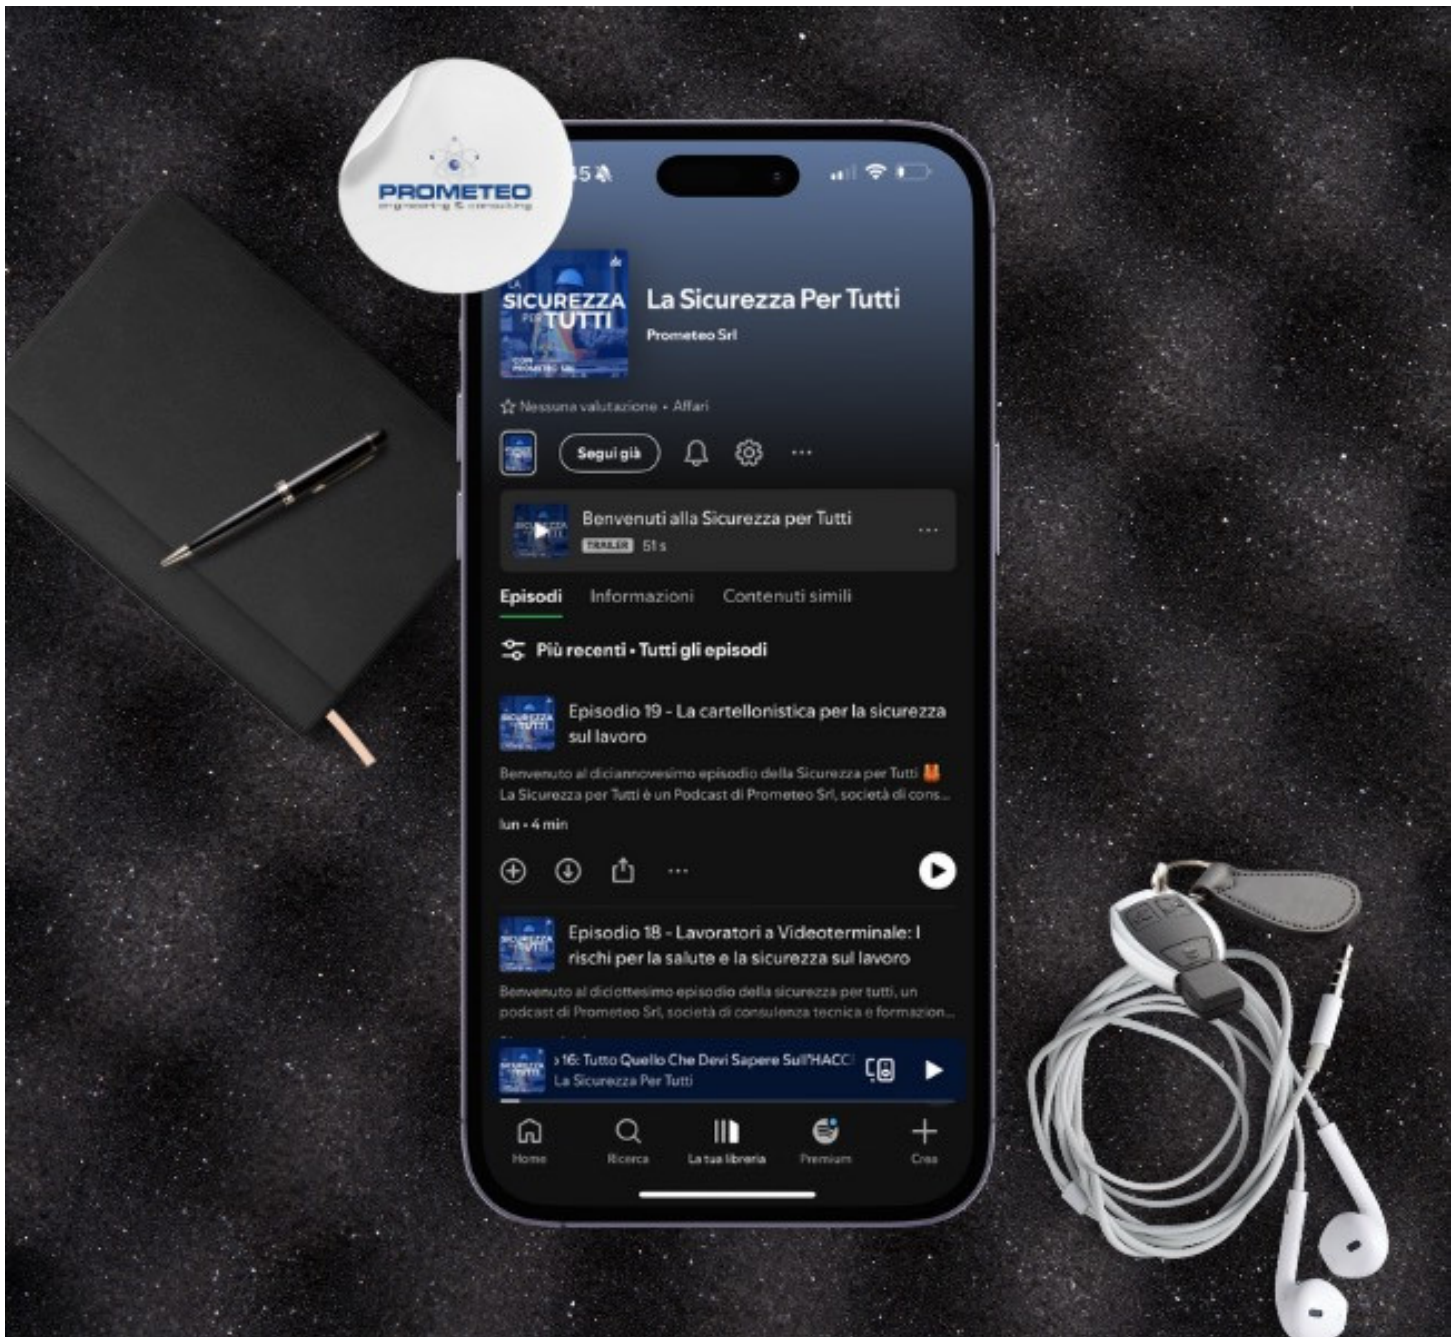 PROMETEO
engineering & consulting
LA
SICUREZZA
PER TUTTI
CON
PROMETEO SRL
La Sicurezza Per Tutti
Prometeo Srl
Nessuna valutazione • Affari
Segui già
Benvenuti alla Sicurezza per Tutti
TRAILER 51 s
Episodi Informazioni Contenuti simili
Più recenti • Tutti gli episodi
Episodio 19 - La cartellonistica per la sicurezza
sul lavoro
Benvenuto al diciannovesimo episodio della Sicurezza per Tutti
La Sicurezza per Tutti è un Podcast di Prometeo Srl, società di cons...
lun • 4 min
Episodio 18 - Lavoratori a Videoterminale: I
rischi per la salute e la sicurezza sul lavoro
Benvenuto al diciottesimo episodio della sicurezza per tutti, un
podcast di Prometeo Srl, società di consulenza tecnica e formazion...
16: Tutto Quello Che Devi Sapere Sull'HACC
La Sicurezza Per Tutti
Home Ricerca La tua libreria Premium Crea